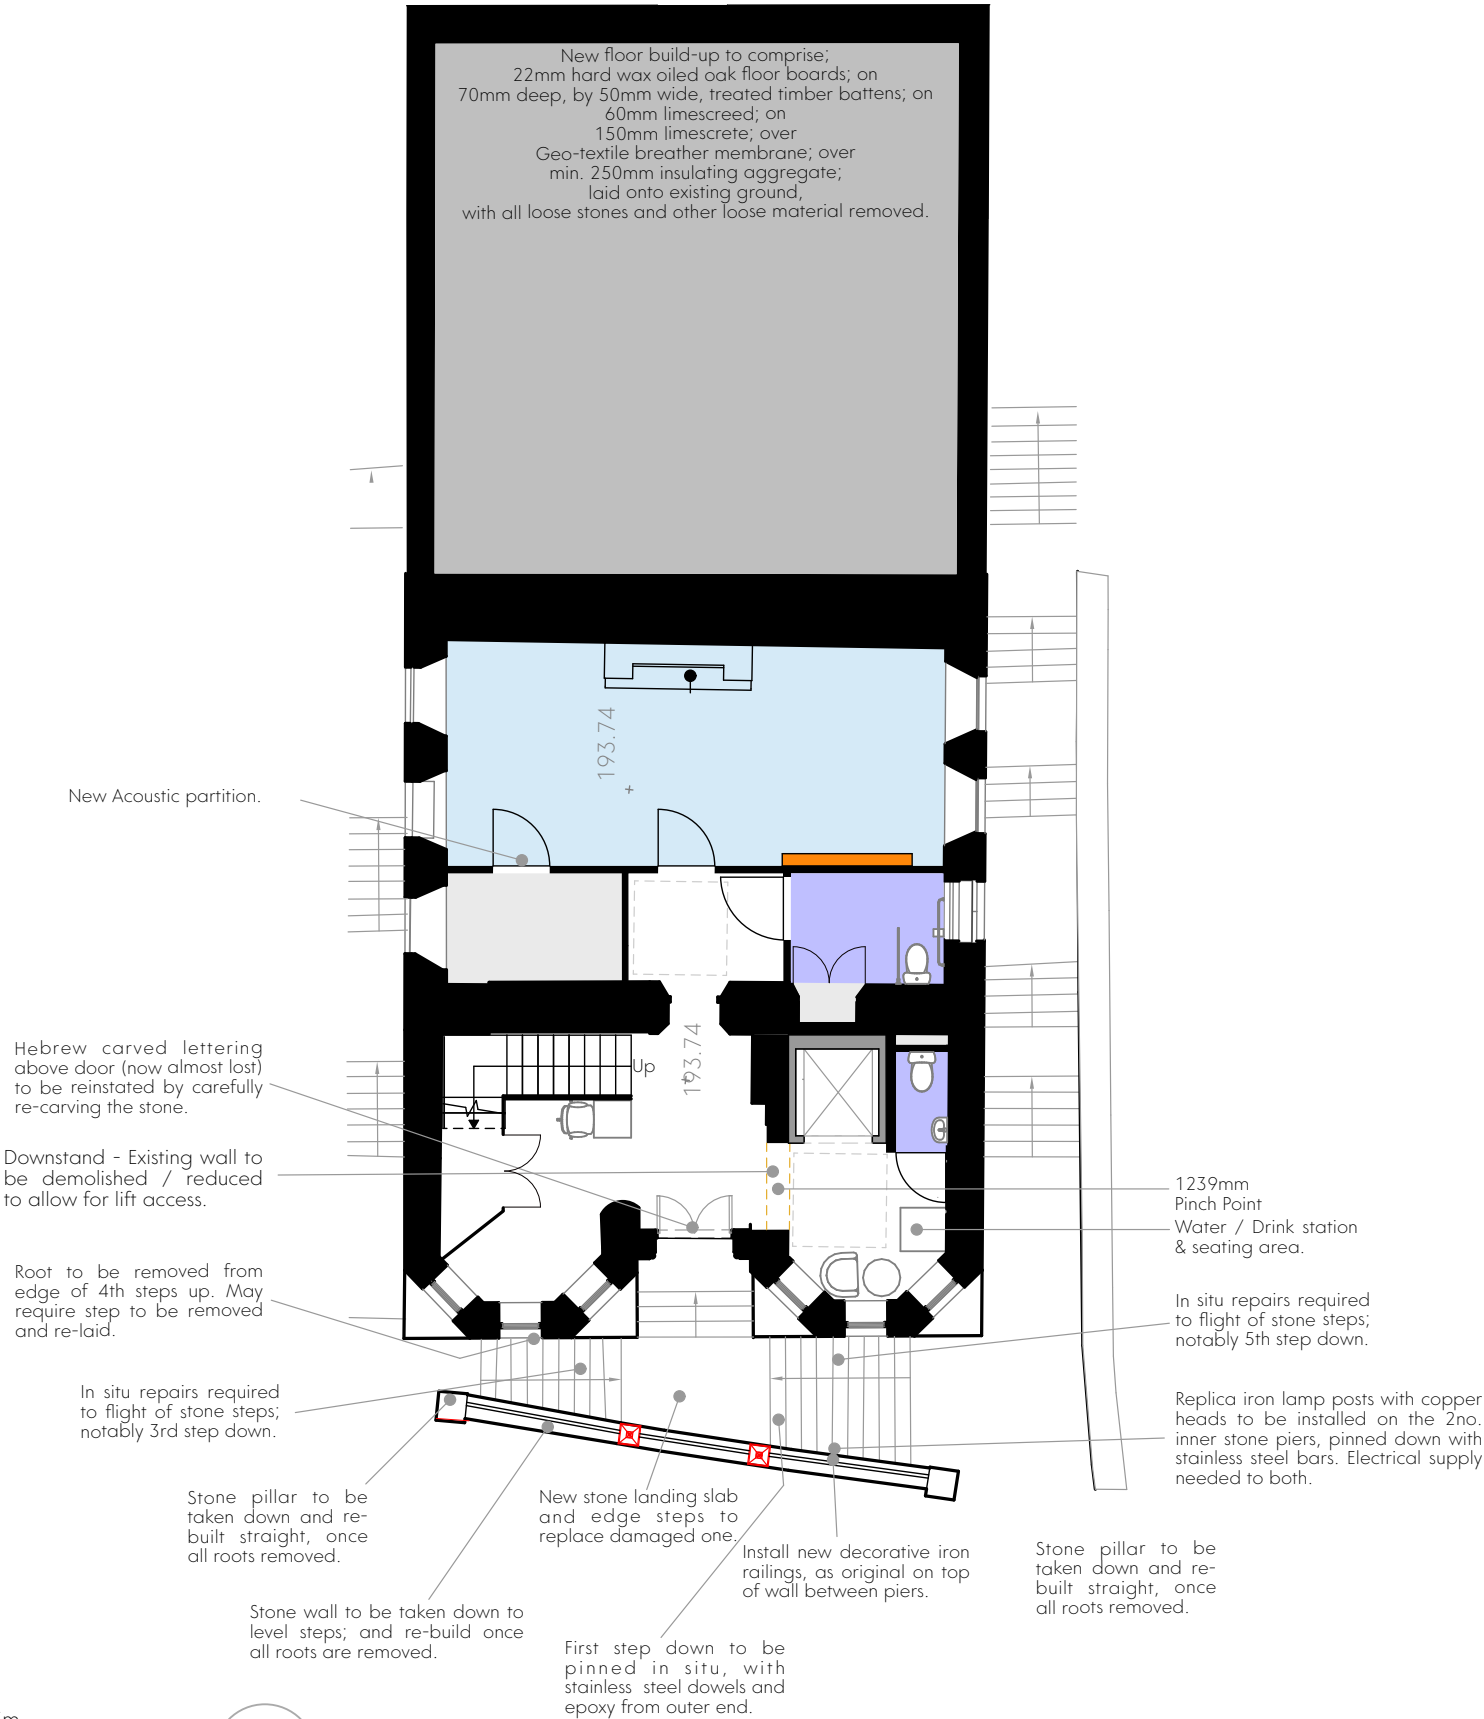 New floor build-up to comprise;
22mm hard wax oiled oak floor boards; on
70mm deep, by 50mm wide, treated timber battens; on
60mm limescreed; on
150mm limescrete; over
Geo-textile breather membrane; over
min. 250mm insulating aggregate;
laid onto existing ground,
with all loose stones and other loose material removed.
193.74
New Acoustic partition.
193.74
Up
Hebrew carved lettering
above door (now almost lost)
to be reinstated by carefully
re-carving the stone.
Downstand - Existing wall to
be demolished / reduced
to allow for lift access.
1239mm
Pinch Point
Water / Drink station
& seating area.
Root to be removed from
edge of 4th steps up. May
require step to be removed
and re-laid.
In situ repairs required
to flight of stone steps;
notably 5th step down.
In situ repairs required
to flight of stone steps;
notably 3rd step down.
Replica iron lamp posts with copper
heads to be installed on the 2no.
inner stone piers, pinned down with
stainless steel bars. Electrical supply
needed to both.
Stone pillar to be
taken down and re-
built straight, once
all roots removed.
New stone landing slab
and edge steps to
replace damaged one.
Install new decorative iron
railings, as original on top
of wall between piers.
Stone pillar to be
taken down and re-
built straight, once
all roots removed.
Stone wall to be taken down to
level steps; and re-build once
all roots are removed.
First step down to be
pinned in situ, with
stainless steel dowels and
epoxy from outer end.
m